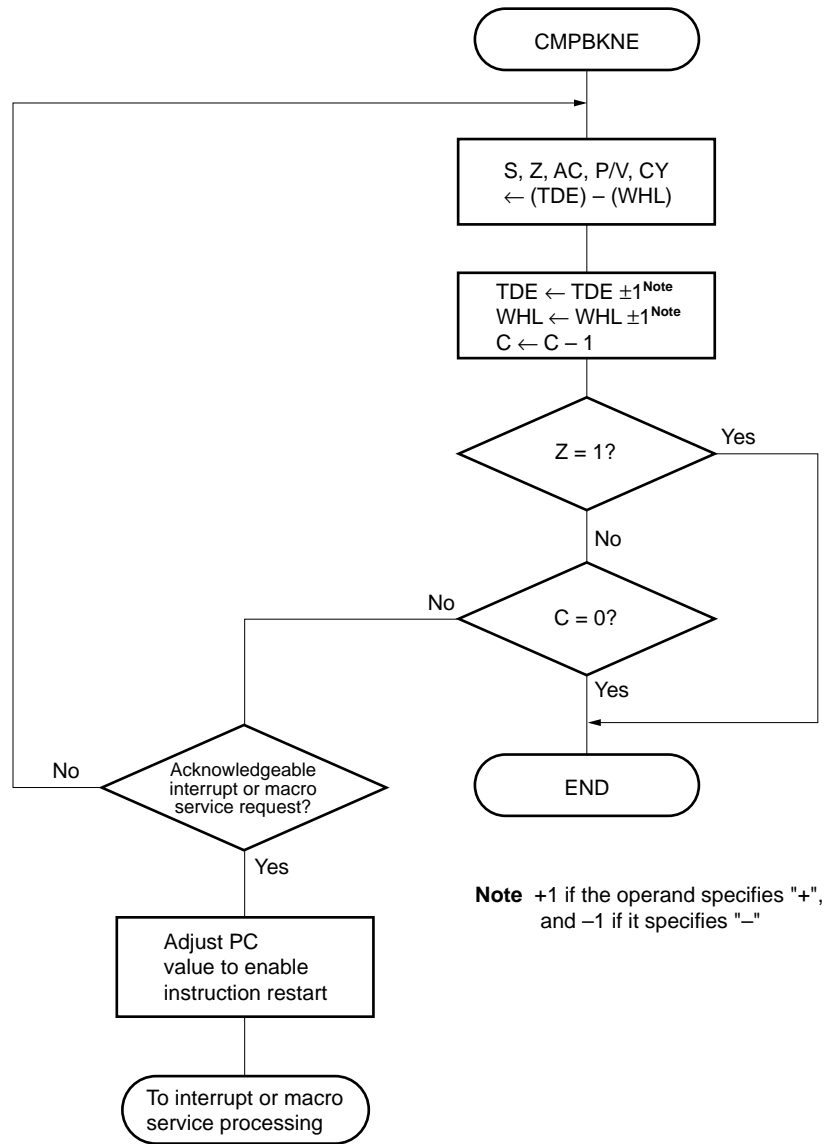 CMPBKNE
S, Z, AC, P/V, CY
← (TDE) – (WHL)
TDE ← TDE ±1Note
WHL ← WHL ±1Note
C ← C – 1
Z = 1?
Yes
No
C = 0?
No
Yes
END
Acknowledgeable
interrupt or macro
service request?
No
Yes
Note +1 if the operand specifies "+",
and –1 if it specifies "–"
Adjust PC
value to enable
instruction restart
To interrupt or macro
service processing